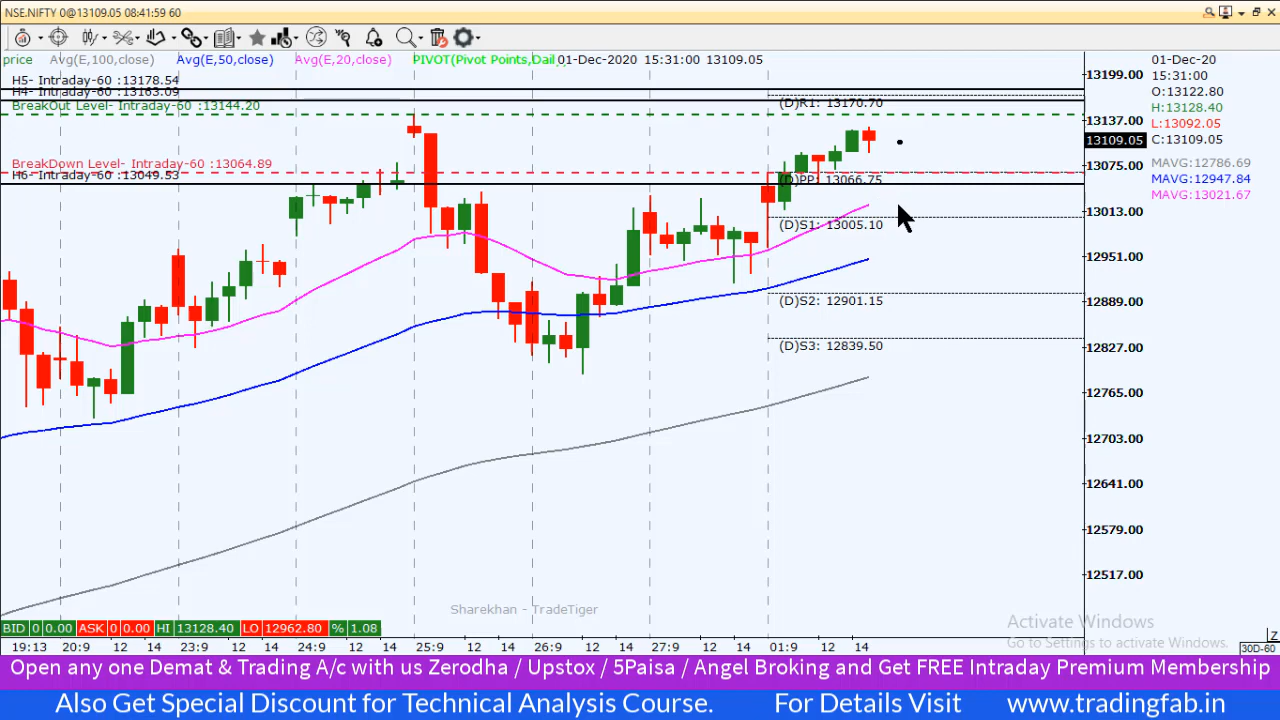 NSE.NIFTY 0@13109.05 08:41:59 60
price Avg(E,100,close) Avg(E,50,close) Avg(E,20,close) PIVOT(Pivot Points,Daily) 01-Dec-2020 15:31:00 13109.05
H5- Intraday-60 :13178.54
H4- Intraday-60 :13163.09
BreakOut Level- Intraday-60 :13144.20
BreakDown Level- Intraday-60 :13064.89
H6- Intraday-60 :13049.53
(D)R1: 13170.70
(D)PP: 13066.75
(D)S1: 13005.10
(D)S2: 12901.15
(D)S3: 12839.50
13199.00
13137.00
13109.05
13075.00
13013.00
12951.00
12889.00
12827.00
12765.00
12703.00
12641.00
12579.00
12517.00
01-Dec-20
15:31:00
O:13122.80
H:13128.40
L:13092.05
C:13109.05
MAVG:12786.69
MAVG:12947.84
MAVG:13021.67
Sharekhan - TradeTiger
Activate Windows
Go to Settings to activate Windows.
BID 0 0.00 ASK 0 0.00 HI 13128.40 LO 12962.80 % 1.08
Z
19:13 20:9 12 14 23:9 12 14 24:9 12 14 25:9 12 14 26:9 12 14 27:9 12 14 01:9 12 14 30D-60
Open any one Demat & Trading A/c with us Zerodha / Upstox / 5Paisa / Angel Broking and Get FREE Intraday Premium Membership
Also Get Special Discount for Technical Analysis Course. For Details Visit www.tradingfab.in